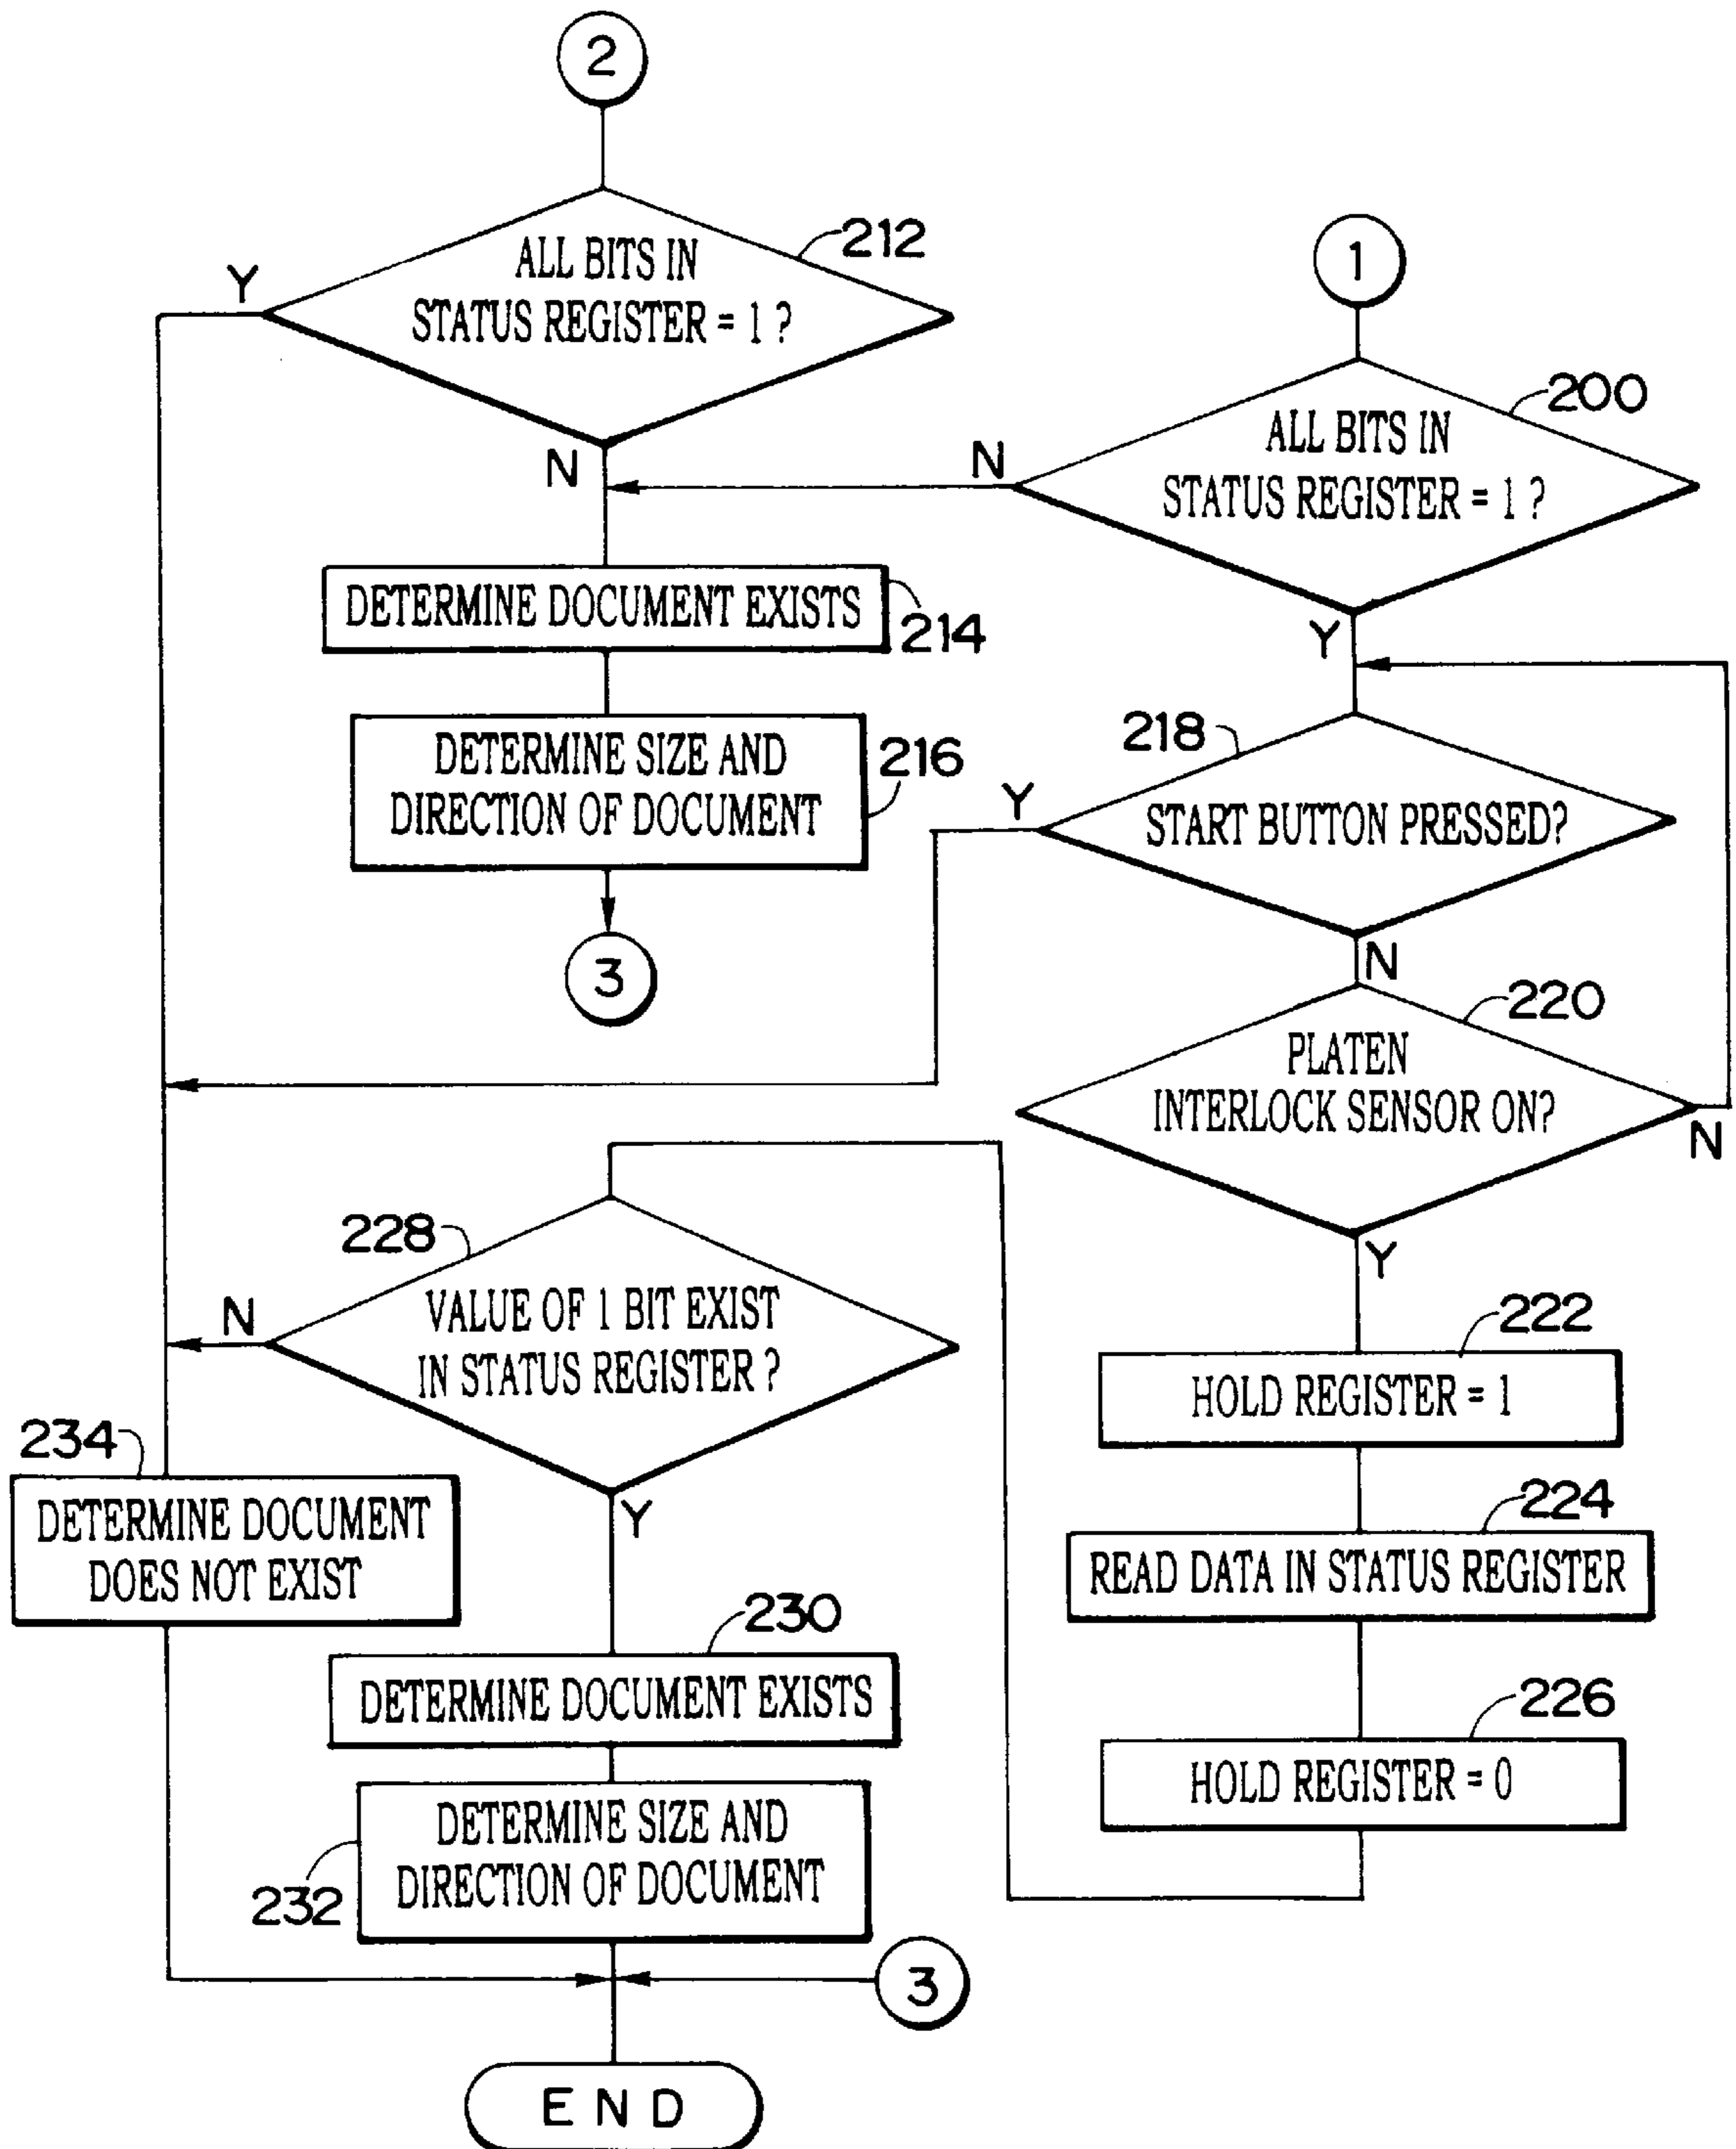 2
ALL BITS IN
STATUS REGISTER = 1 ?
212
Y
N
1
ALL BITS IN
STATUS REGISTER = 1 ?
200
N
Y
DETERMINE DOCUMENT EXISTS
214
DETERMINE SIZE AND
DIRECTION OF DOCUMENT
216
3
218
START BUTTON PRESSED?
Y
N
220
PLATEN
INTERLOCK SENSOR ON?
N
Y
222
HOLD REGISTER = 1
224
READ DATA IN STATUS REGISTER
226
HOLD REGISTER = 0
228
VALUE OF 1 BIT EXIST
IN STATUS REGISTER ?
N
Y
234
DETERMINE DOCUMENT
DOES NOT EXIST
230
DETERMINE DOCUMENT EXISTS
232
DETERMINE SIZE AND
DIRECTION OF DOCUMENT
3
END